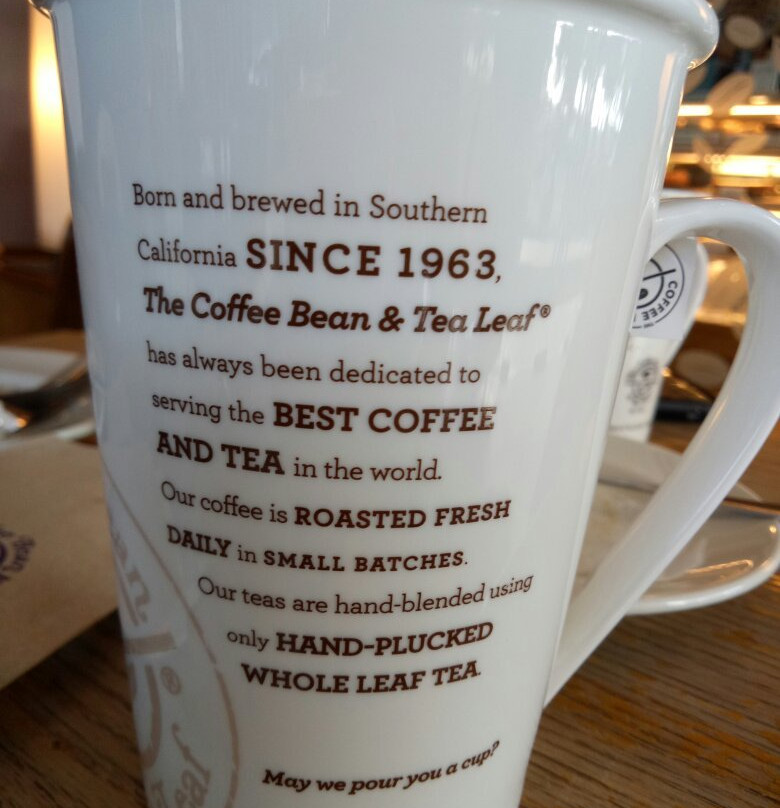 Born and brewed in Southern
California SINCE 1963,
The Coffee Bean & Tea Leaf®
has always been dedicated to
serving the BEST COFFEE
AND TEA in the world.
Our coffee is ROASTED FRESH
DAILY in SMALL BATCHES.
Our teas are hand-blended using
only HAND-PLUCKED
WHOLE LEAF TEA.
May we pour you a cup?
COFFEE